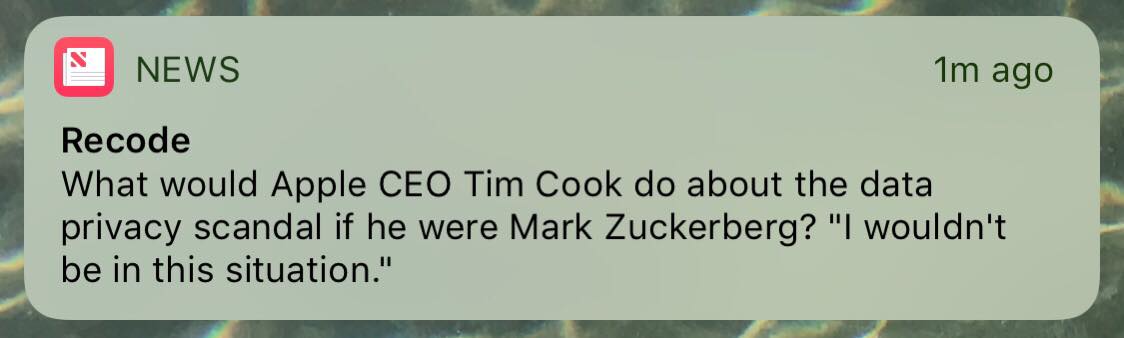 NEWS
1m ago
Recode
What would Apple CEO Tim Cook do about the data
privacy scandal if he were Mark Zuckerberg? "I wouldn't
be in this situation."